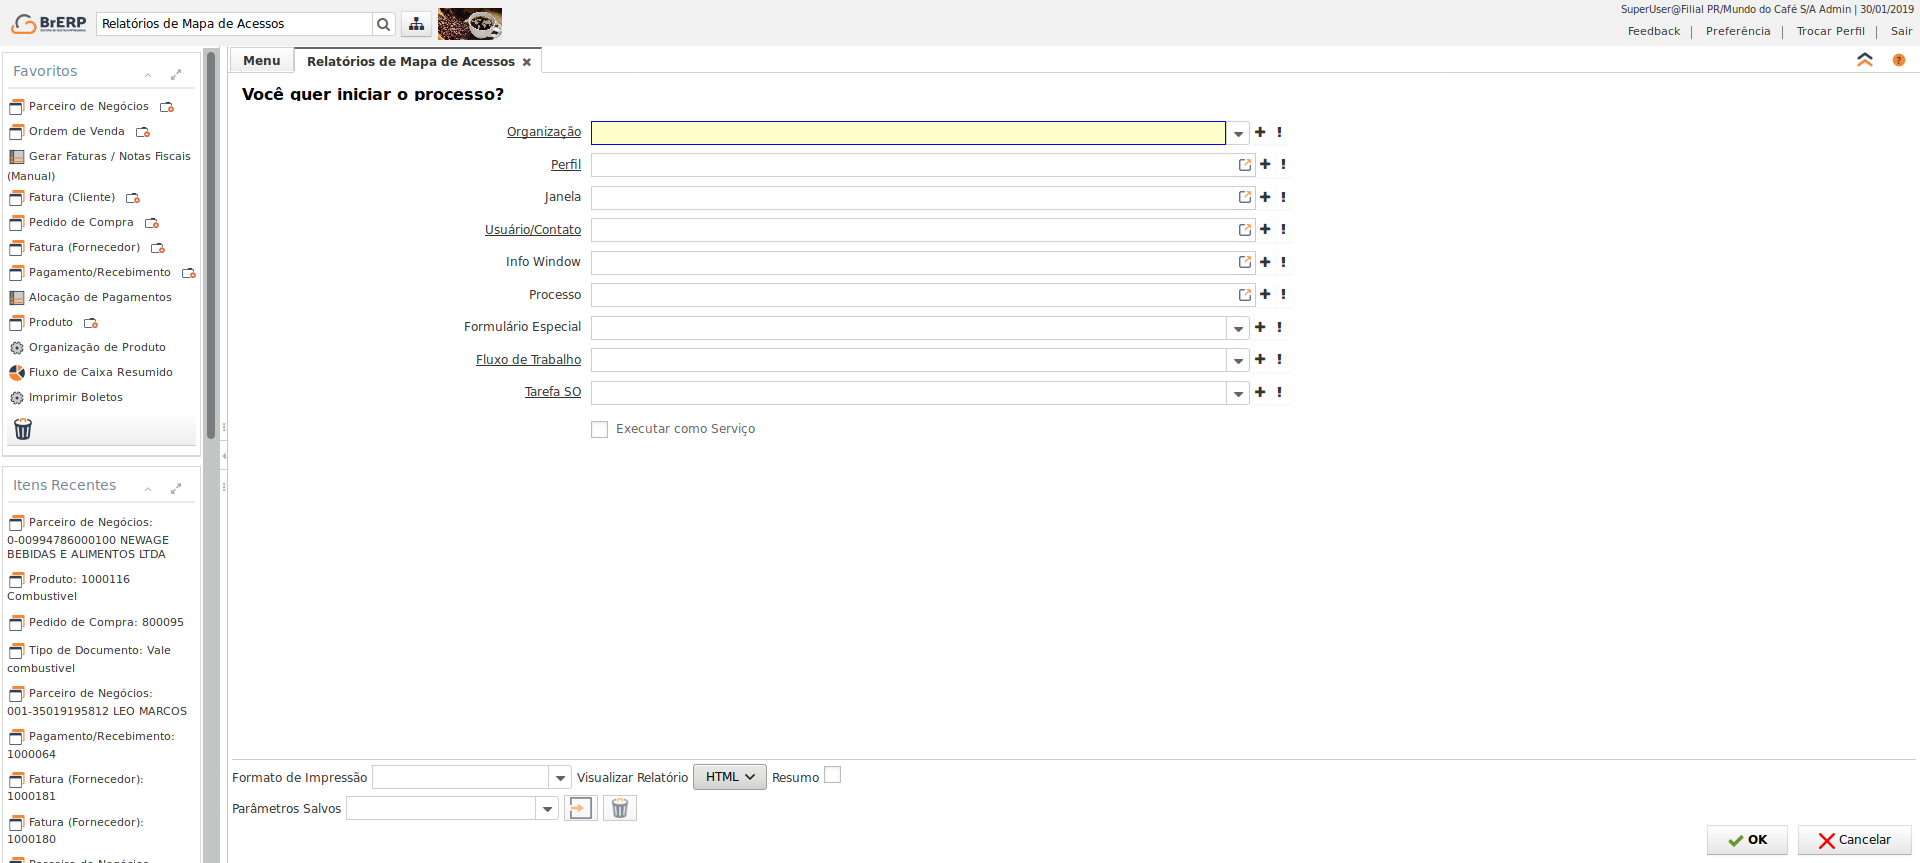 BrERP
Relatórios de Mapa de Acessos
SuperUser@Filial PR/Mundo do Café S/A Admin | 30/01/2019
Feedback | Preferência | Trocar Perfil | Sair
Favoritos
Parceiro de Negócios
Ordem de Venda
Gerar Faturas / Notas Fiscais
(Manual)
Fatura (Cliente)
Pedido de Compra
Fatura (Fornecedor)
Pagamento/Recebimento
Alocação de Pagamentos
Produto
Organização de Produto
Fluxo de Caixa Resumido
Imprimir Boletos
Itens Recentes
Parceiro de Negócios:
0-00994786000100 NEWAGE
BEBIDAS E ALIMENTOS LTDA
Produto: 1000116
Combustivel
Pedido de Compra: 800095
Tipo de Documento: Vale
combustivel
Parceiro de Negócios:
001-35019195812 LEO MARCOS
Pagamento/Recebimento:
1000064
Fatura (Fornecedor):
1000181
Fatura (Fornecedor):
1000180
Parceiro de Negócios
Menu
Relatórios de Mapa de Acessos
Você quer iniciar o processo?
Organização
Perfil
Janela
Usuário/Contato
Info Window
Processo
Formulário Especial
Fluxo de Trabalho
Tarefa SO
Executar como Serviço
Formato de Impressão Visualizar Relatório HTML Resumo
Parâmetros Salvos
OK Cancelar